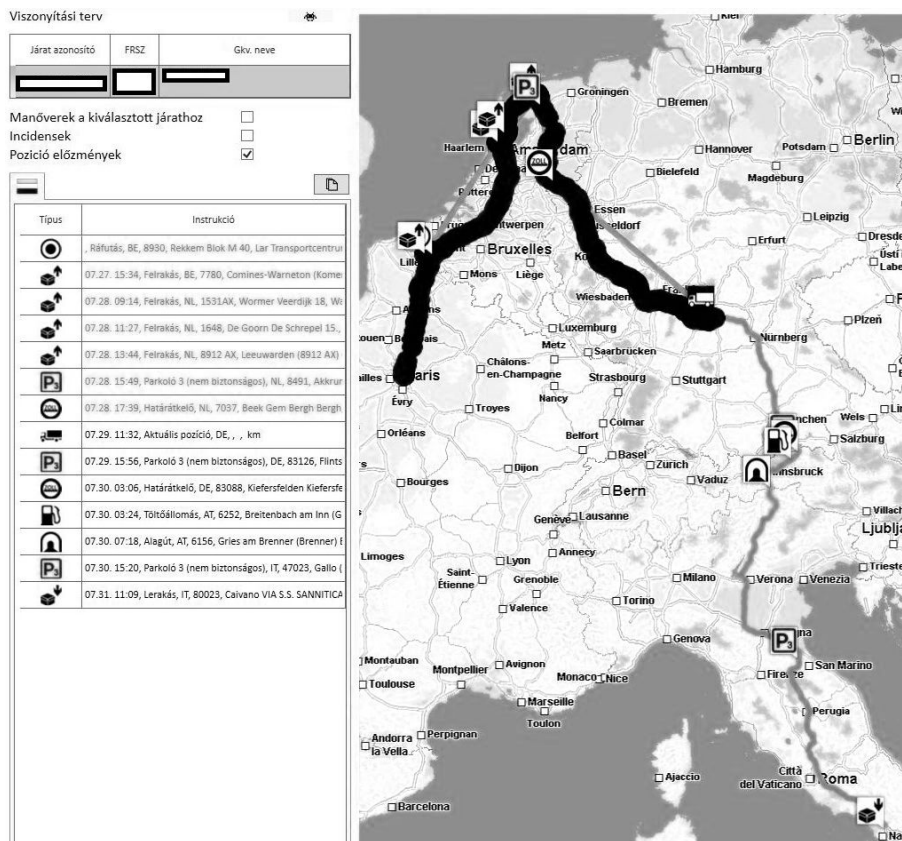 Viszonyítási terv
Járat azonosító FRSZ Gkv. neve
Manőverek a kiválasztott járathoz
Incidensek
Pozició előzmények
Típus Instrukció
, Ráfutás, BE, 8930, Rekkem Blok M 40, Lar Transportcentru
07.27. 15:34, Felrakás, BE, 7780, Comines-Warneton (Kome
07.28. 09:14, Felrakás, NL, 1531AX, Wormer Veerdijk 18, Wa
07.28. 11:27, Felrakás, NL, 1648, De Goorn De Schrepel 15.,
07.28. 13:44, Felrakás, NL, 8912 AX, Leeuwarden (8912 AX)
07.28. 15:49, Parkoló 3 (nem biztonságos), NL, 8491, Akkrur
07.28. 17:39, Határátkelő, NL, 7037, Beek Gem Bergh Bergh
07.29. 11:32, Aktuális pozíció, DE, , , km
07.29. 15:56, Parkoló 3 (nem biztonságos), DE, 83126, Flints
07.30. 03:06, Határátkelő, DE, 83088, Kiefersfelden Kiefersfe
07.30. 03:24, Töltőállomás, AT, 6252, Breitenbach am Inn (G
07.30. 07:18, Alagút, AT, 6156, Gries am Brenner (Brenner) E
07.30. 15:20, Parkoló 3 (nem biztonságos), IT, 47023, Gallo (
07.31. 11:09, Lerakás, IT, 80023, Caivano VIA S.S. SANNITICA
Kiel
Hamburg
Groningen
Bremen
Berlin
Haarlem
Hannover
Potsdam
ZOLL
Magdeburg
Bielefeld
Essen
Leipzig
Bruxelles
Erfurt
Dresde
Lille
Liège
Mons
Wiesbaden
Plzeň
Luxemburg
Nürnberg
Metz
Saarbrücken
Châlons-
en-Champagne
Strasbourg
Stuttgart
Nancy
Évry
Troyes
Wels
Orléans
Colmar
Salzburg
Belfort
Basel
Zurich
Dijon
Vaduz
Bourges
Bern
Lausanne
Villach
Genève
Ljublja
Annecy
Limoges
Lyon
Trieste
Saint-
Étienne
Grenoble
Milano
Verona
Venezia
Valence
Torino
Genova
Montauban
Montpellier
Avignon
Monaco
Nice
San Marino
Toulouse
Marseille
Toulon
Perugia
Perpignan
Andorra
la Vella
Ajaccio
Città
del Vaticano
Roma
Barcelona
Na